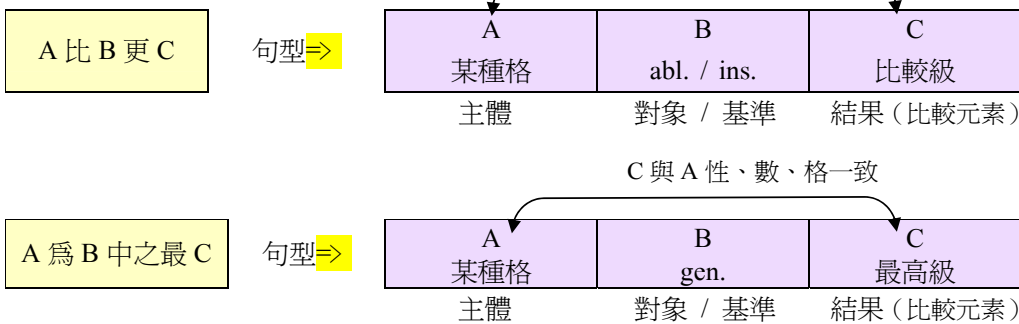 A 比 B 更 C 句型=> A B C
某種格 abl. / ins. 比較級
主體 對象 / 基準 結果（比較元素）
C 與 A 性、數、格一致
A 爲 B 中之最 C 句型=> A B C
某種格 gen. 最高級
主體 對象 / 基準 結果（比較元素）